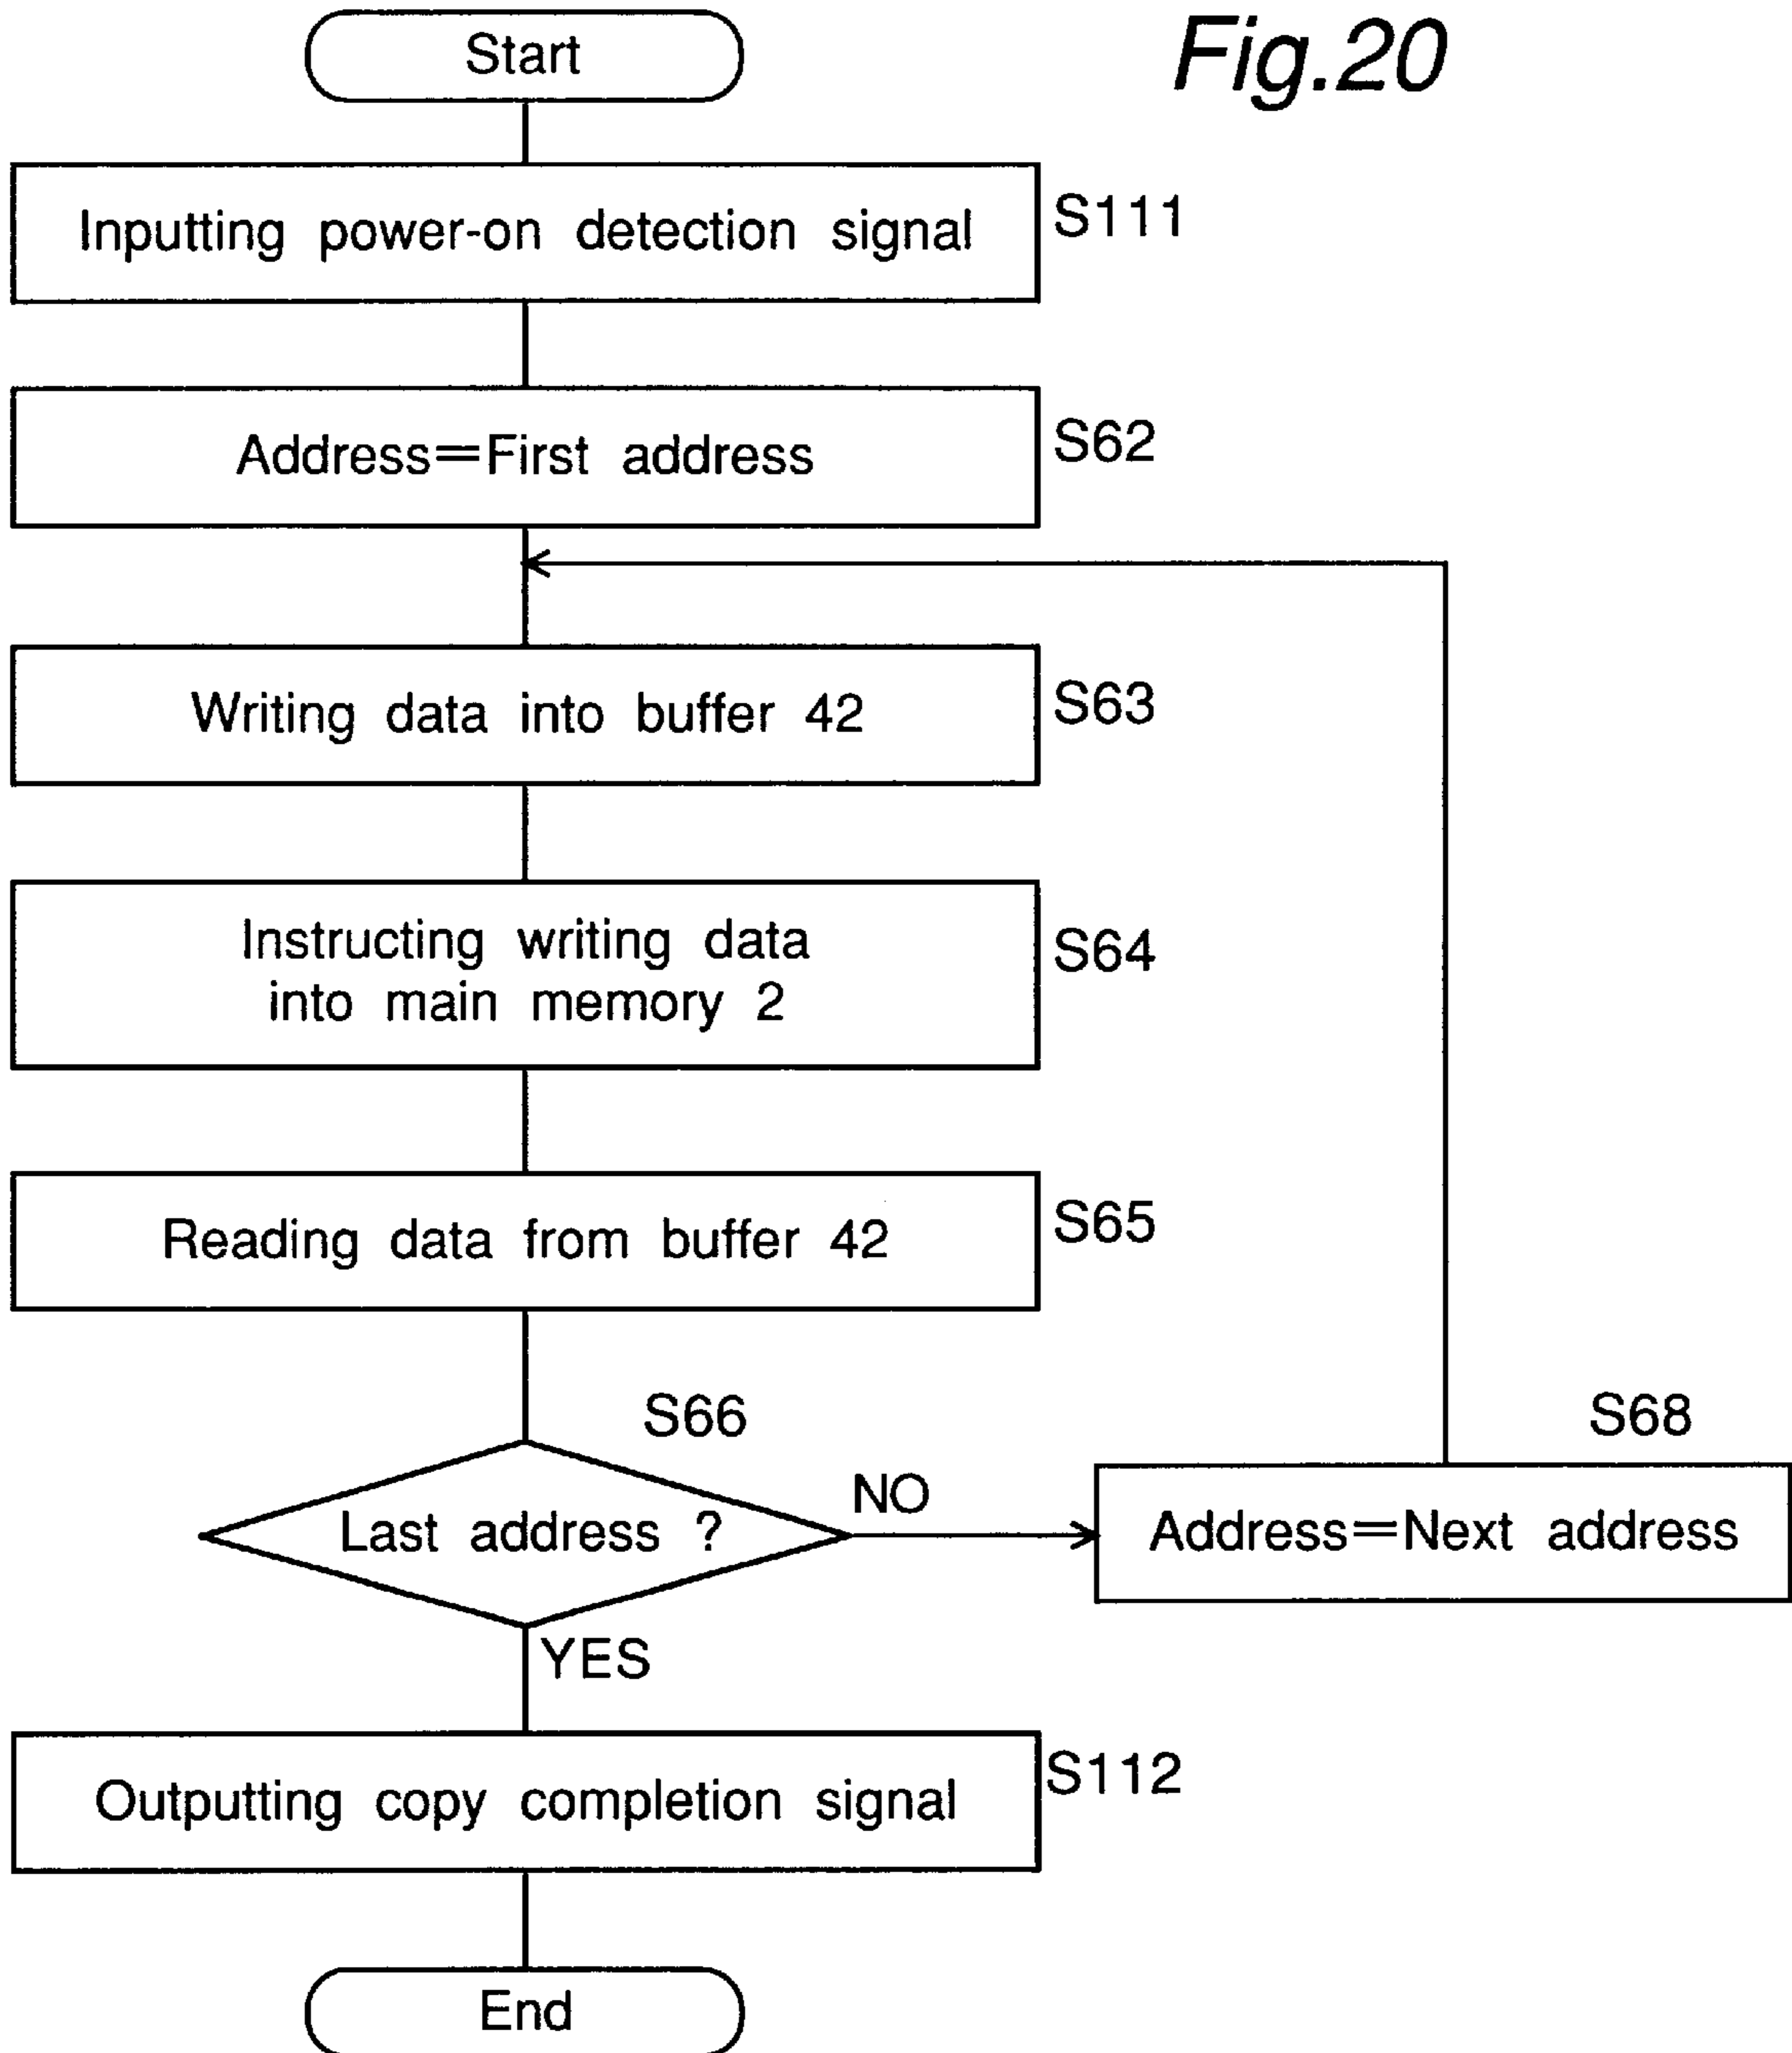 Fig.20
Start
Inputting power-on detection signal
S111
Address=First address
S62
Writing data into buffer 42
S63
Instructing writing data
into main memory 2
S64
Reading data from buffer 42
S65
S66
Last address ?
NO
S68
Address=Next address
YES
Outputting copy completion signal
S112
End